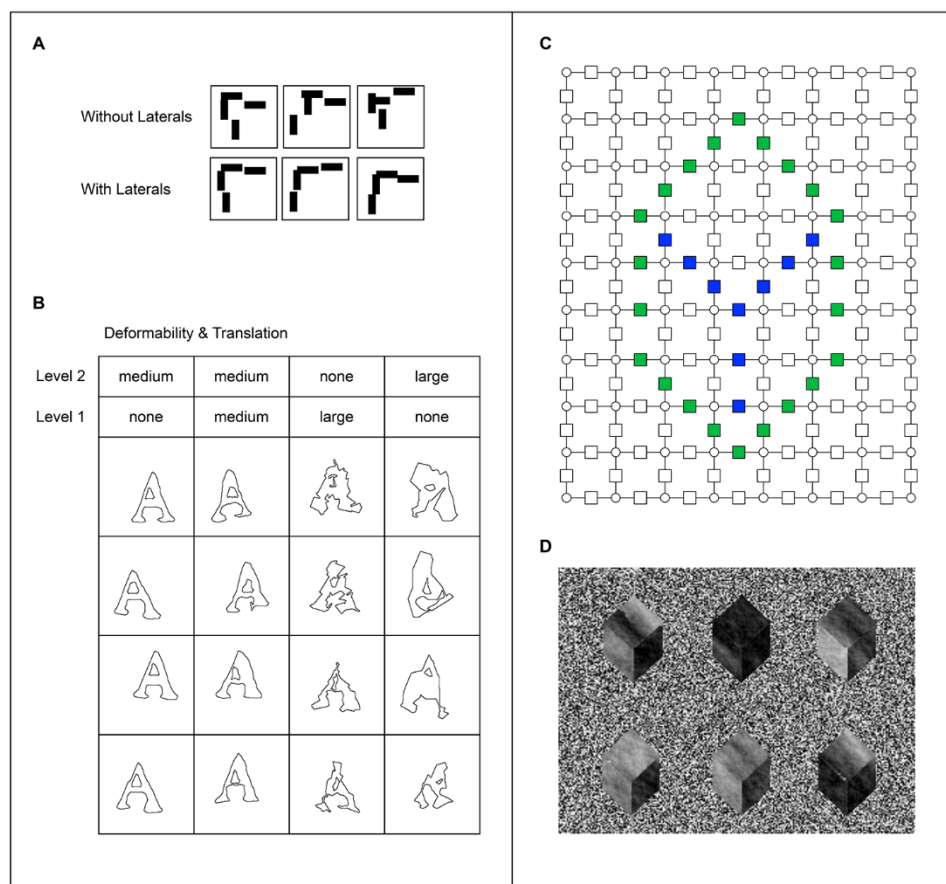 A
Without Laterals
With Laterals
B
Deformability & Translation
Level 2 medium medium none large
Level 1 none medium large none
C
D